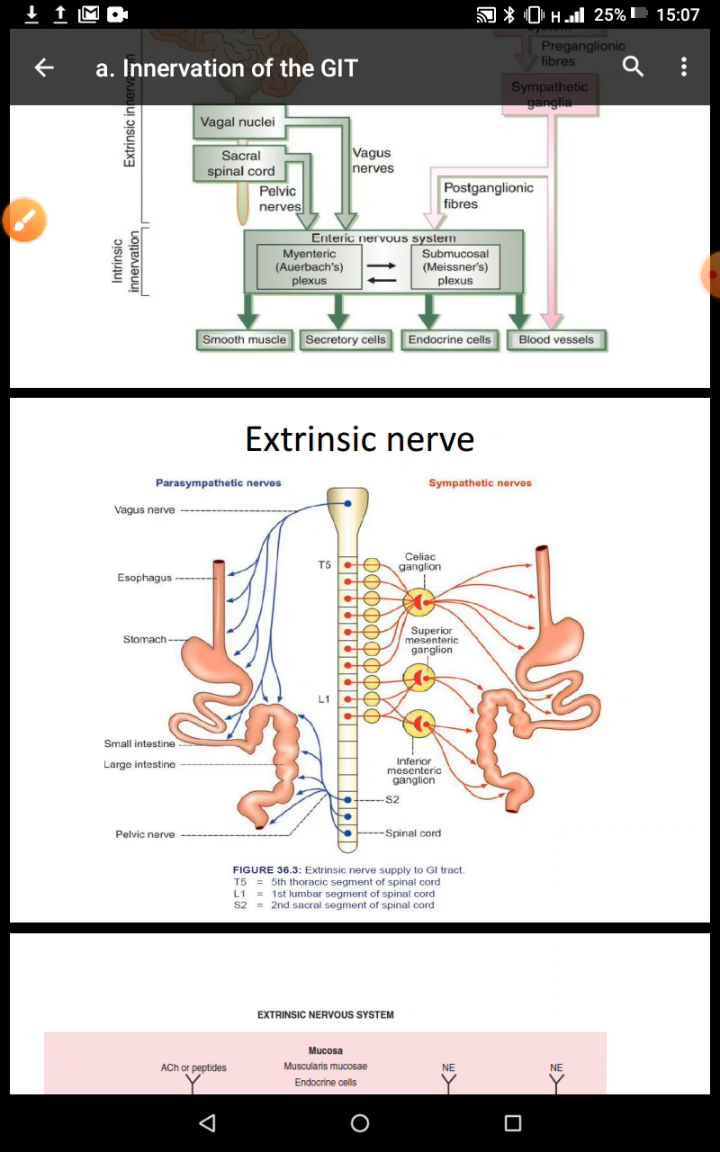 H 25% 15:07
a. Innervation of the GIT
Preganglionic
fibres
Sympathetic
ganglia
Extrinsic innervation
Vagal nuclei
Sacral
spinal cord
Vagus
nerves
Pelvic
nerves
Postganglionic
fibres
Intrinsic
innervation
Enteric nervous system
Myenteric
(Auerbach's)
plexus
Submucosal
(Meissner's)
plexus
Smooth muscle
Secretory cells
Endocrine cells
Blood vessels
Extrinsic nerve
Parasympathetic nerves
Sympathetic nerves
Vagus nerve
Esophagus
Stomach
Small intestine
Large intestine
Pelvic nerve
T5
L1
S2
Spinal cord
Celiac
ganglion
Superior
mesenteric
ganglion
Inferior
mesenteric
ganglion
FIGURE 36.3: Extrinsic nerve supply to GI tract.
T5 = 5th thoracic segment of spinal cord
L1 = 1st lumbar segment of spinal cord
S2 = 2nd sacral segment of spinal cord
EXTRINSIC NERVOUS SYSTEM
Mucosa
ACh or peptides
Muscularis mucosae
NE
NE
Endocrine cells